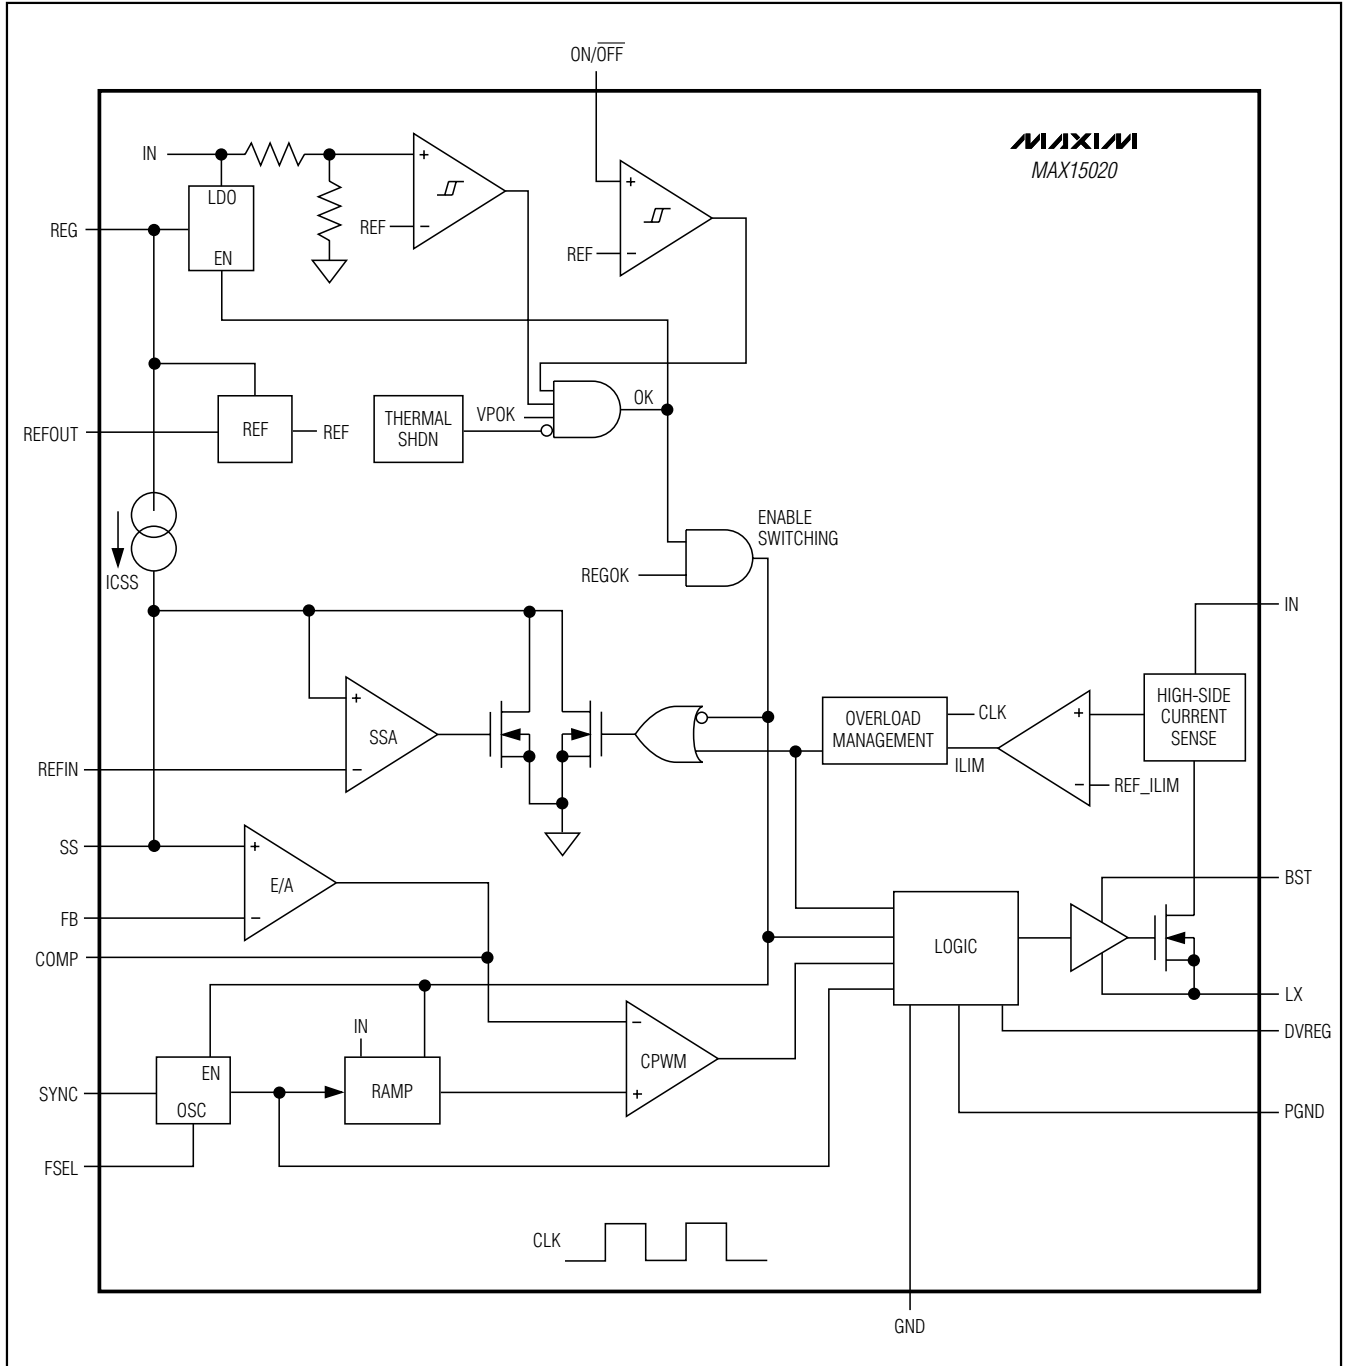 ON/OFF
MAXIM
MAX15020
IN
+
LDO
REG
REF
−
EN
+
REF
−
OK
VPOK
THERMAL
SHDN
REFOUT
REF
REF
ENABLE
SWITCHING
REGOK
ICSS
IN
+
SSA
−
REFIN
OVERLOAD
MANAGEMENT
CLK
ILIM
+
−
REF_ILIM
HIGH-SIDE
CURRENT
SENSE
SS
+
E/A
−
FB
COMP
BST
LOGIC
LX
DVREG
IN
−
CPWM
+
EN
OSC
RAMP
SYNC
PGND
FSEL
CLK
GND